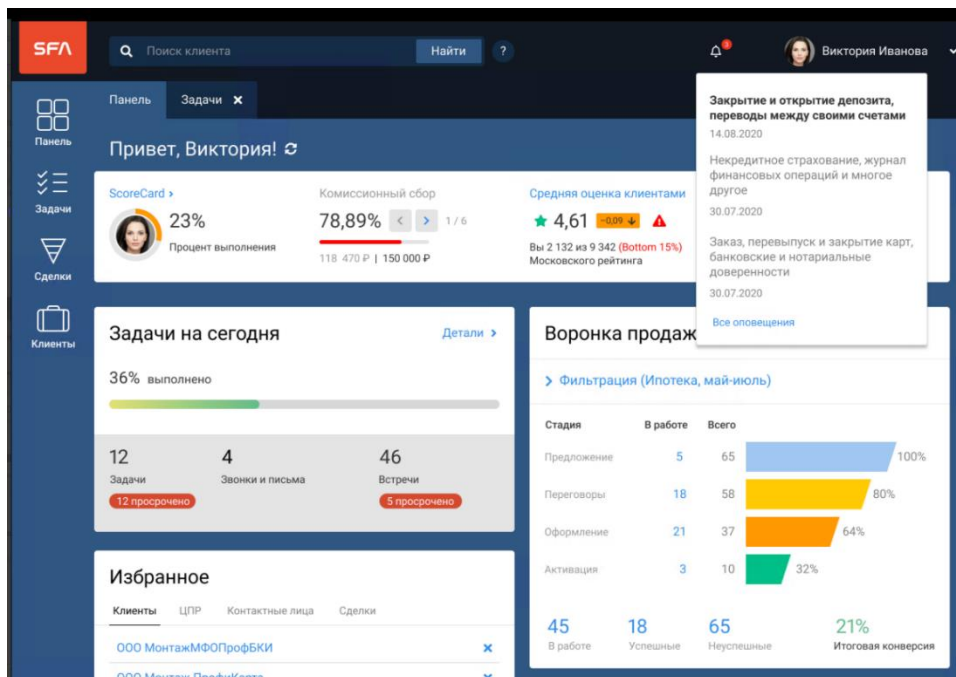 SFA
Поиск клиента
Найти
?
3
Виктория Иванова
Панель
Задачи
Сделки
Клиенты
Панель
Задачи ×
Привет, Виктория!
Закрытие и открытие депозита,
переводы между своими счетами
14.08.2020
Некредитное страхование, журнал
финансовых операций и многое
другое
30.07.2020
Заказ, перевыпуск и закрытие карт,
банковские и нотариальные
доверенности
30.07.2020
Все оповещения
ScoreCard ›
23%
Процент выполнения
Комиссионный сбор
78,89% < > 1 / 6
118 470 ₽ | 150 000 ₽
Средняя оценка клиентами
4,61 −0,09
Вы 2 132 из 9 342 (Bottom 15%)
Московского рейтинга
Задачи на сегодня
Детали >
36% выполнено
12
Задачи
12 просрочено
4
Звонки и письма
46
Встречи
5 просрочено
Избранное
Клиенты ЦПР Контактные лица Сделки
ООО МонтажМФОПрофБКИ ×
ООО Монтаж ПрофиКарта
Воронка продаж
> Фильтрация (Ипотека, май-июль)
Стадия В работе Всего
Предложение 5 65 100%
Переговоры 18 58 80%
Оформление 21 37 64%
Активация 3 10 32%
45
В работе
18
Успешные
65
Неуспешные
21%
Итоговая конверсия